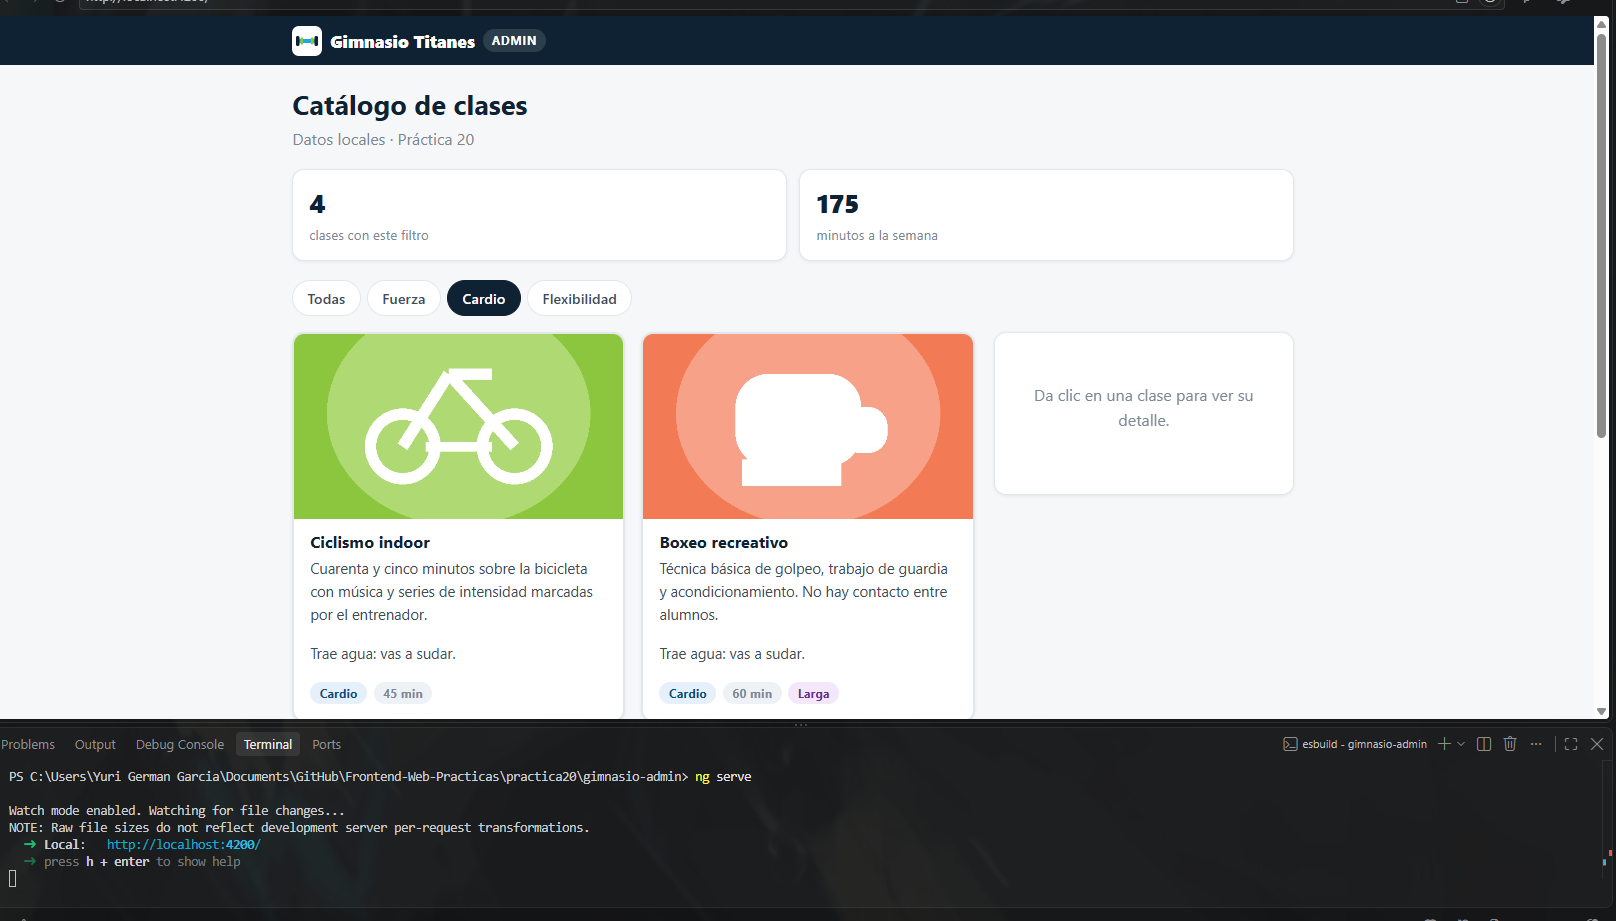 http://localhost:4200/
Gimnasio Titanes ADMIN
Catálogo de clases
Datos locales · Práctica 20
4
clases con este filtro
175
minutos a la semana
Todas Fuerza Cardio Flexibilidad
Ciclismo indoor
Cuarenta y cinco minutos sobre la bicicleta
con música y series de intensidad marcadas
por el entrenador.
Trae agua: vas a sudar.
Cardio 45 min
Boxeo recreativo
Técnica básica de golpeo, trabajo de guardia
y acondicionamiento. No hay contacto entre
alumnos.
Trae agua: vas a sudar.
Cardio 60 min Larga
Da clic en una clase para ver su
detalle.
Problems Output Debug Console Terminal Ports
esbuild - gimnasio-admin
PS C:\Users\Yuri German Garcia\Documents\GitHub\Frontend-Web-Practicas\practica20\gimnasio-admin> ng serve
Watch mode enabled. Watching for file changes...
NOTE: Raw file sizes do not reflect development server per-request transformations.
➜ Local: http://localhost:4200/
➜ press h + enter to show help